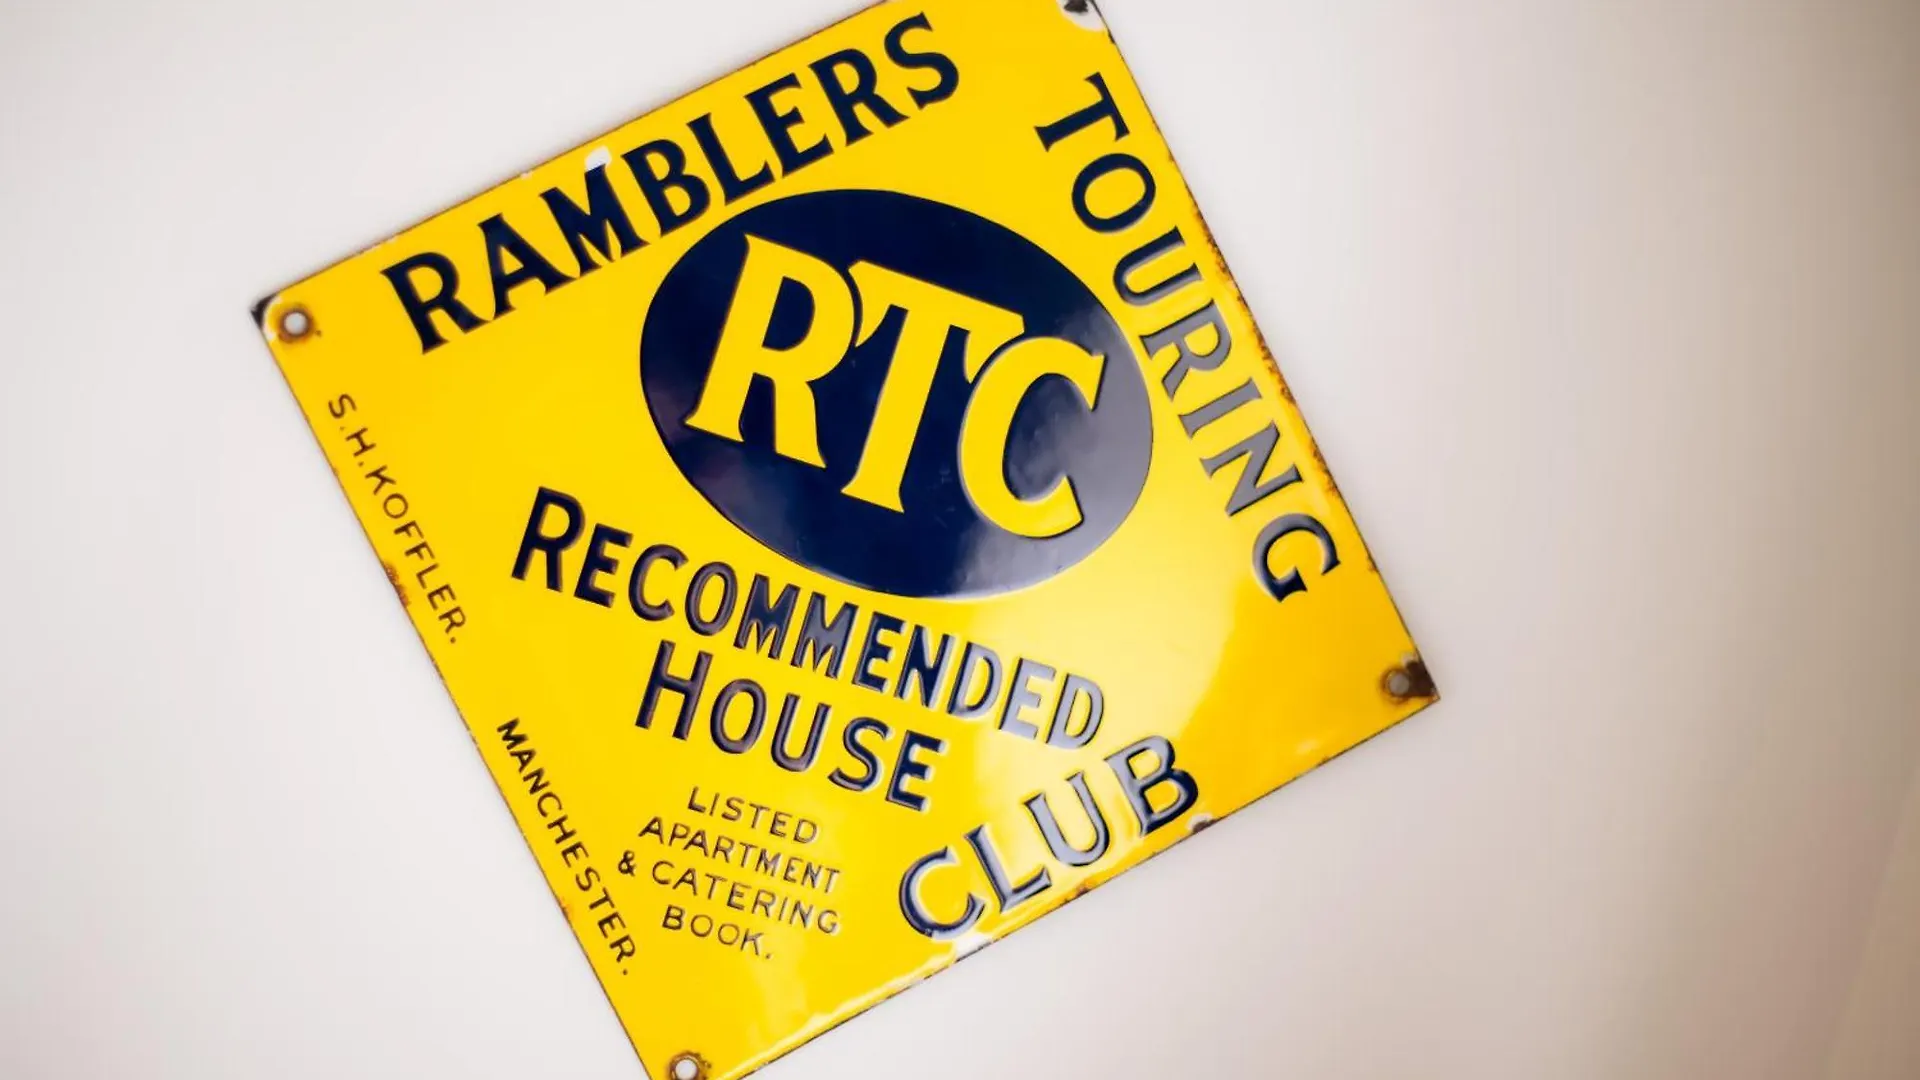 RAMBLERS
TOURING
RTC
RECOMMENDED
HOUSE
CLUB.
LISTED
APARTMENT
& CATERING
BOOK.
S.H.KOFFLER.
MANCHESTER.